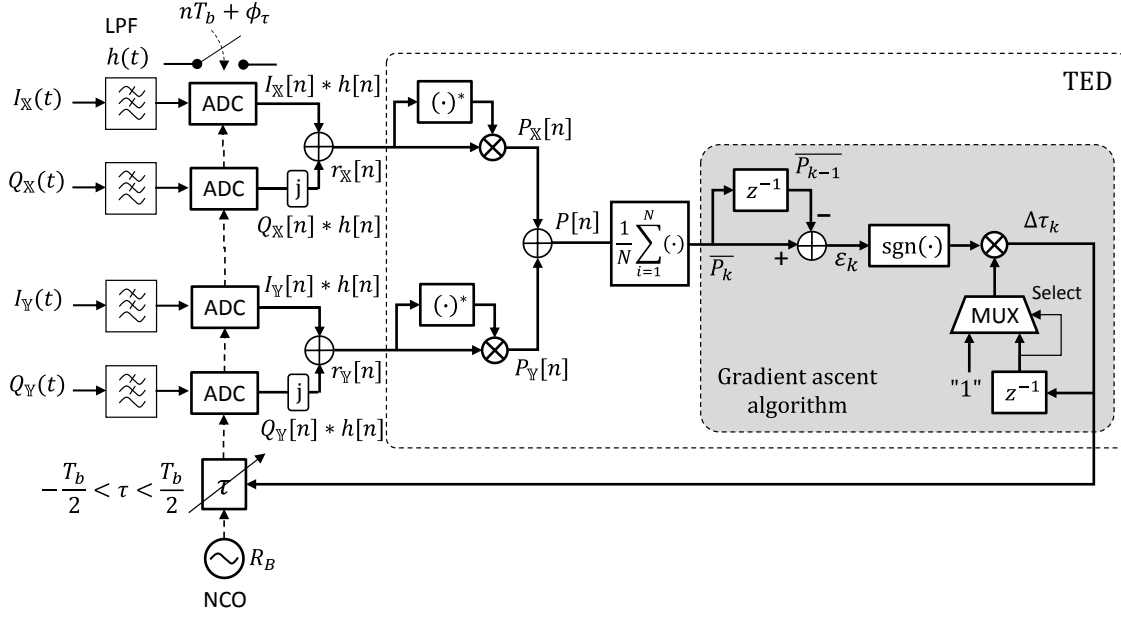 LPF
h(t)
nT_b + ϕ_τ
TED
I_𝕏(t)
ADC
I_𝕏[n] ∗ h[n]
(·)*
P_𝕏[n]
r_𝕏[n]
Q_𝕏(t)
ADC
j
Q_𝕏[n] ∗ h[n]
P[n]
1/N ∑_{i=1}^{N} (·)
\overline{P_k}
z⁻¹
\overline{P_{k−1}}
−
+
ε_k
sgn(·)
Δτ_k
MUX
Select
"1"
z⁻¹
Gradient ascent
algorithm
I_𝕐(t)
ADC
I_𝕐[n] ∗ h[n]
(·)*
P_𝕐[n]
r_𝕐[n]
Q_𝕐(t)
ADC
j
Q_𝕐[n] ∗ h[n]
−T_b/2 < τ < T_b/2
τ
R_B
NCO